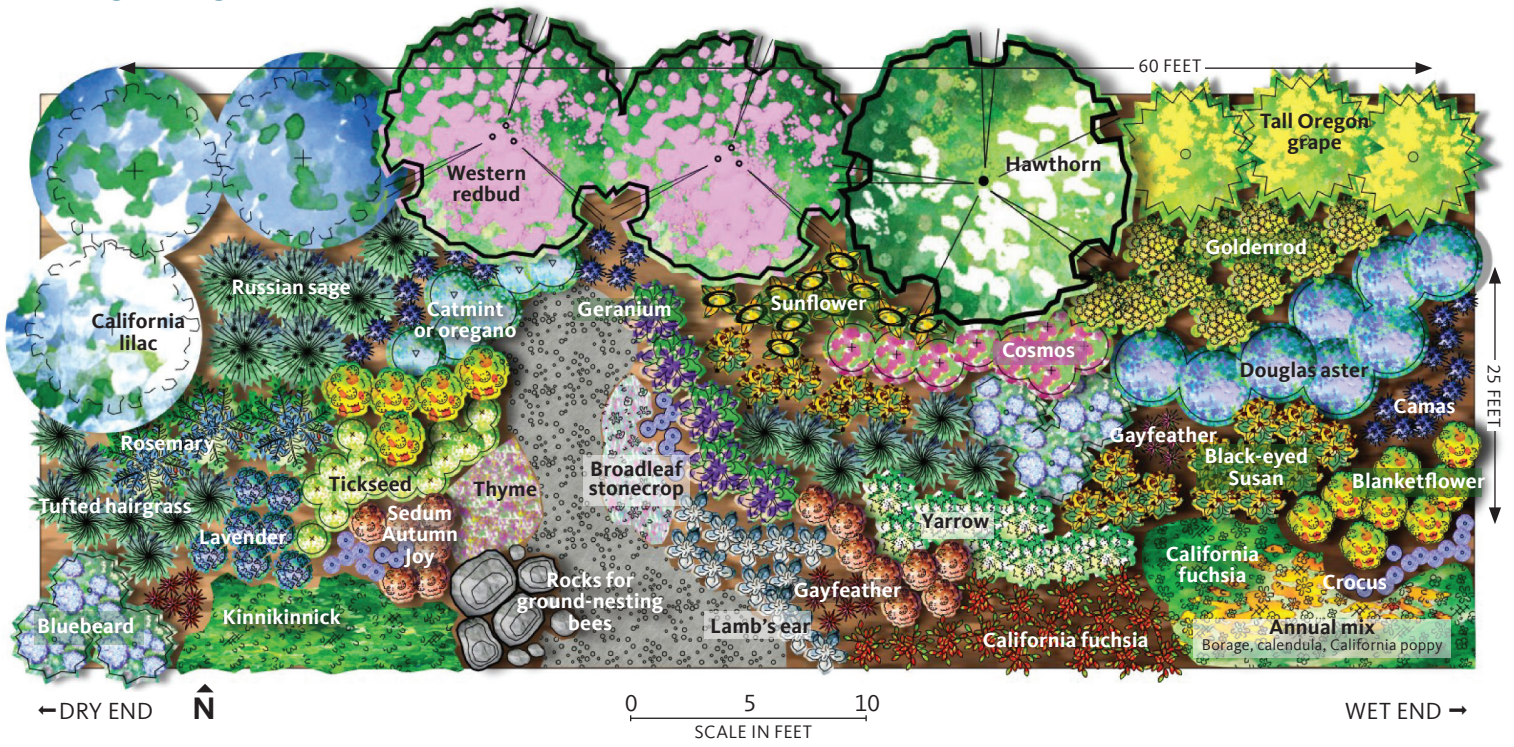 60 FEET
Tall Oregon
grape
Hawthorn
Western
redbud
Goldenrod
Russian sage
Catmint
or oregano
Geranium
Sunflower
California
lilac
Cosmos
Douglas aster
25 FEET
Camas
Rosemary
Gayfeather
Black-eyed
Susan
Tickseed
Thyme
Broadleaf
stonecrop
Blanketflower
Tufted hairgrass
Sedum
Autumn
Joy
Yarrow
Lavender
California
fuchsia
Crocus
Rocks for
ground-nesting
bees
Gayfeather
Kinnikinnick
Bluebeard
Lamb's ear
California fuchsia
Annual mix
Borage, calendula, California poppy
←DRY END
N
0 5 10
SCALE IN FEET
WET END →